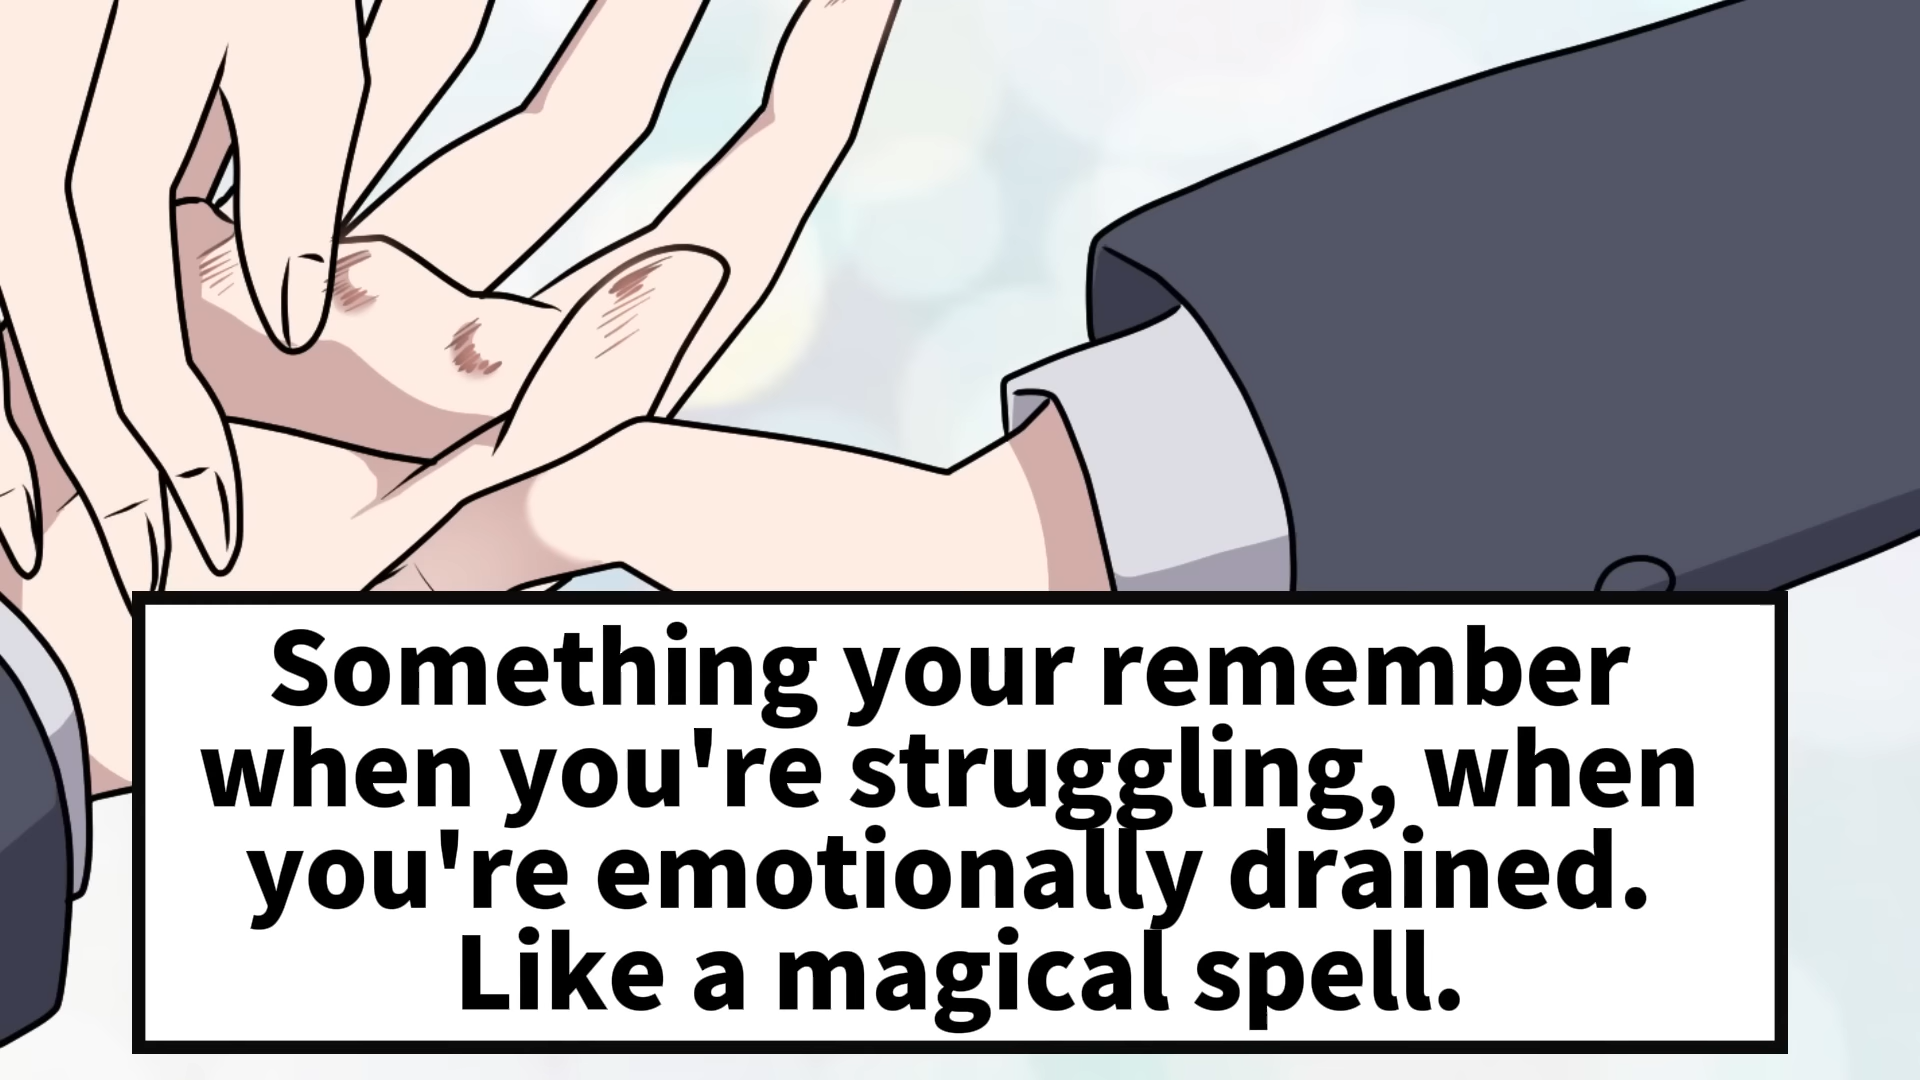 Something your remember
when you're struggling, when
you're emotionally drained.
Like a magical spell.